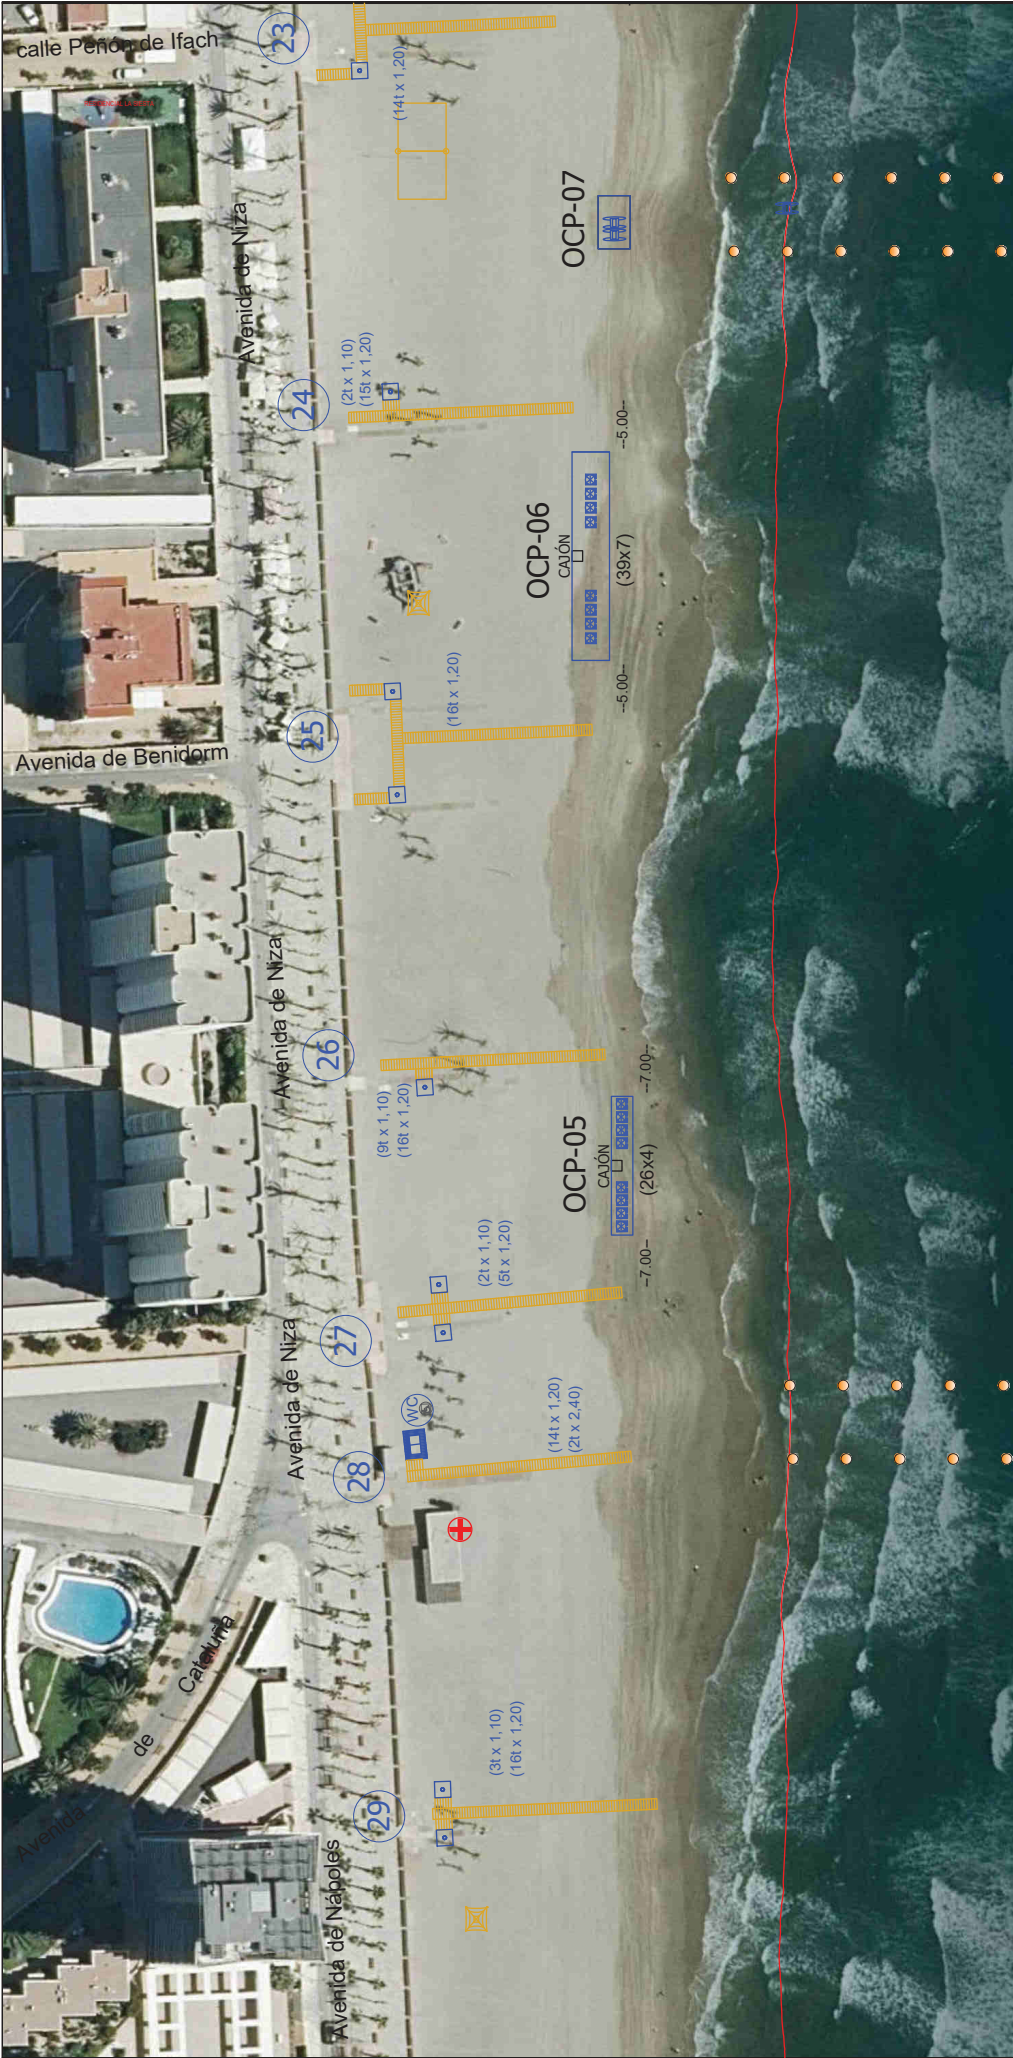 calle Peñón de Ifach
23
(14t x 1,20)
Avenida de Niza
OCP-07
24
(2t x 1,10)
(15t x 1,20)
--5.00--
OCP-06
CAJÓN
(39x7)
--5.00--
(16t x 1,20)
25
Avenida de Benidorm
Avenida de Niza
26
(9t x 1,10)
(16t x 1,20)
--7.00--
OCP-05
CAJÓN
(26x4)
--7.00--
(2t x 1,10)
(5t x 1,20)
27
Avenida de Niza
WC
(14t x 1,20)
(2t x 2,40)
28
Avenida de Cataluña
(3t x 1,10)
(16t x 1,20)
29
Avenida de Nápoles